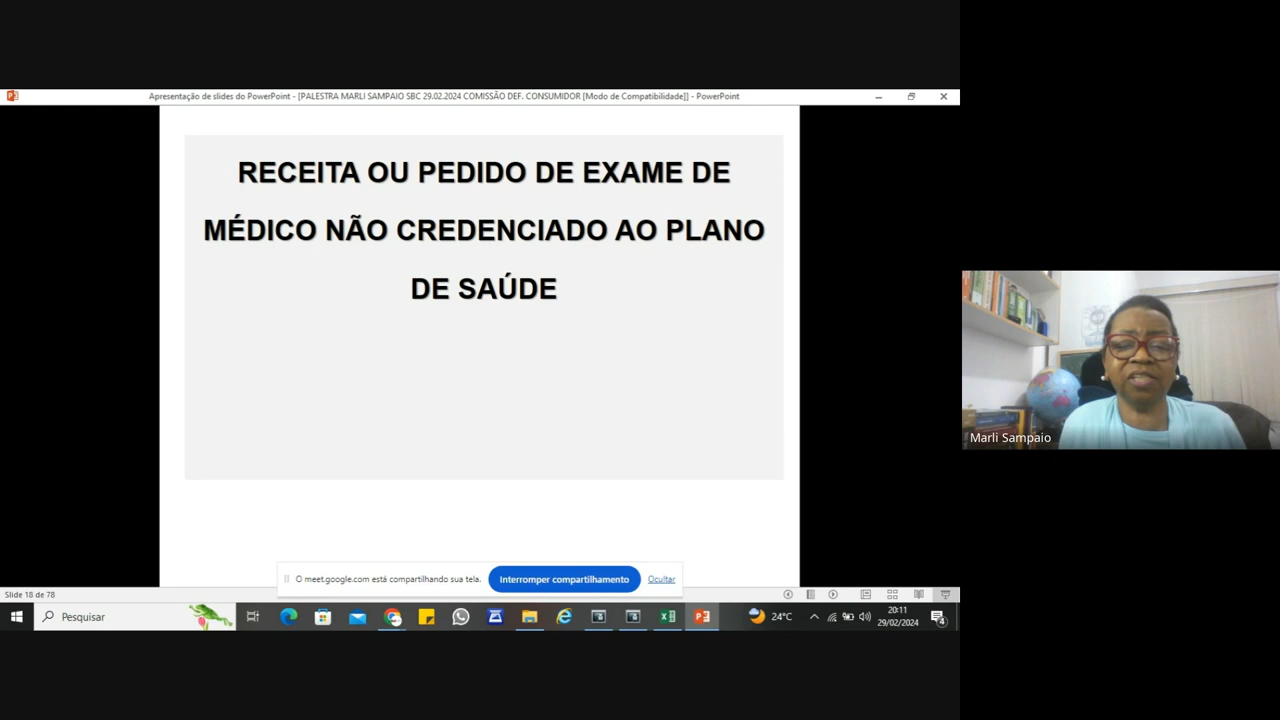 Apresentação de slides do PowerPoint - [PALESTRA MARLI SAMPAIO SBC 29.02.2024 COMISSÃO DEF. CONSUMIDOR [Modo de Compatibilidade]] - PowerPoint
RECEITA OU PEDIDO DE EXAME DE
MÉDICO NÃO CREDENCIADO AO PLANO
DE SAÚDE
Marli Sampaio
O meet.google.com está compartilhando sua tela.
Interromper compartilhamento
Ocultar
Slide 18 de 78
Pesquisar
24°C
20:11
29/02/2024
4